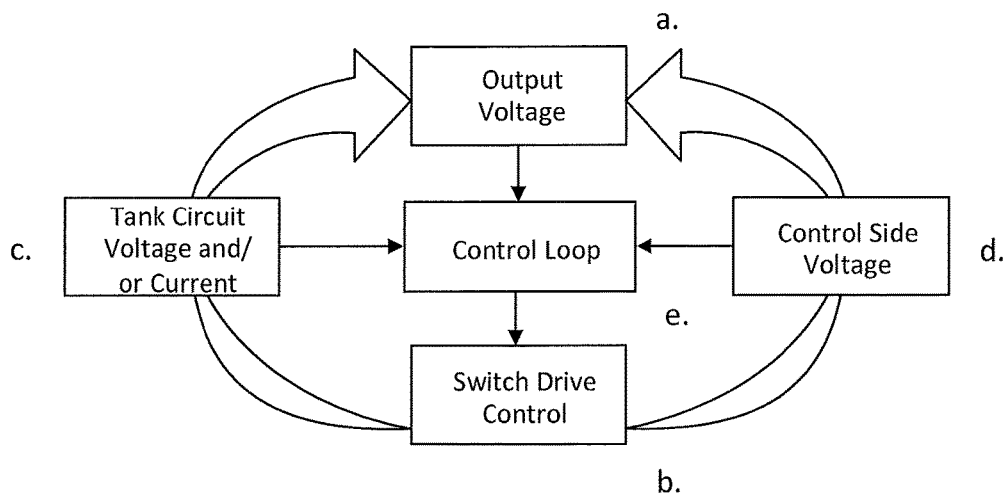 a.
Output
Voltage
c.
Tank Circuit
Voltage and/
or Current
Control Loop
Control Side
Voltage
d.
e.
Switch Drive
Control
b.